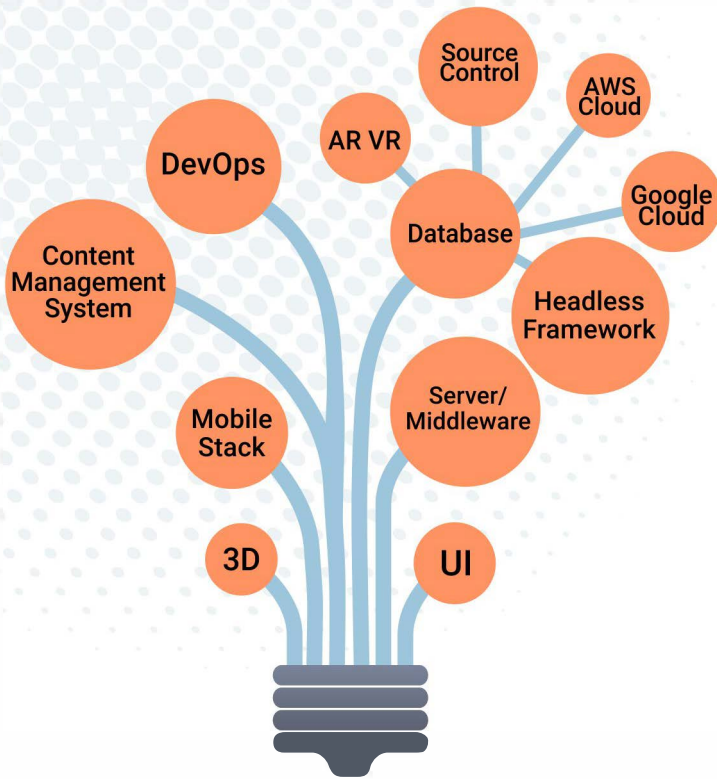 Source
Control
AWS
Cloud
AR VR
DevOps
Google
Cloud
Database
Content
Management
System
Headless
Framework
Server/
Middleware
Mobile
Stack
3D
UI